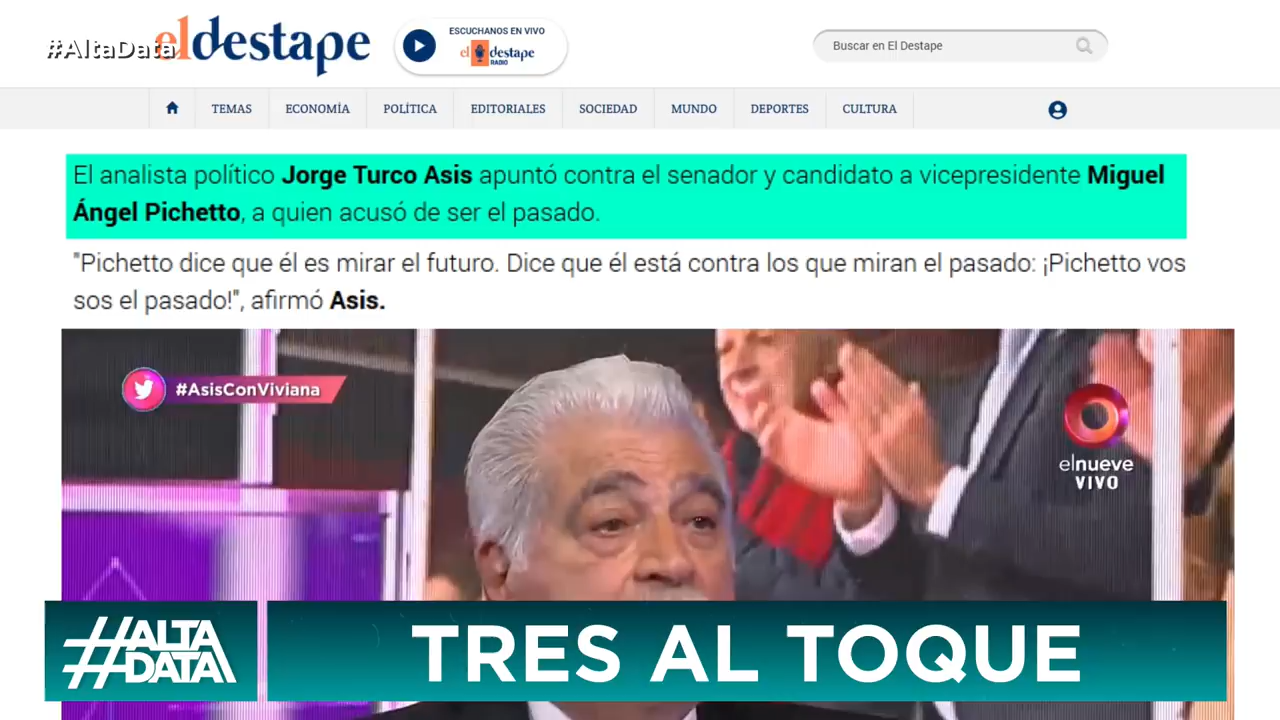 #AltaData
el destape
ESCUCHANOS EN VIVO
el destape
RADIO
Buscar en El Destape
TEMAS ECONOMÍA POLÍTICA EDITORIALES SOCIEDAD MUNDO DEPORTES CULTURA
El analista político Jorge Turco Asis apuntó contra el senador y candidato a vicepresidente Miguel
Ángel Pichetto, a quien acusó de ser el pasado.
"Pichetto dice que él es mirar el futuro. Dice que él está contra los que miran el pasado: ¡Pichetto vos
sos el pasado!", afirmó Asis.
#AsisConViviana
elnueve
VIVO
#ALTA
DATA
TRES AL TOQUE